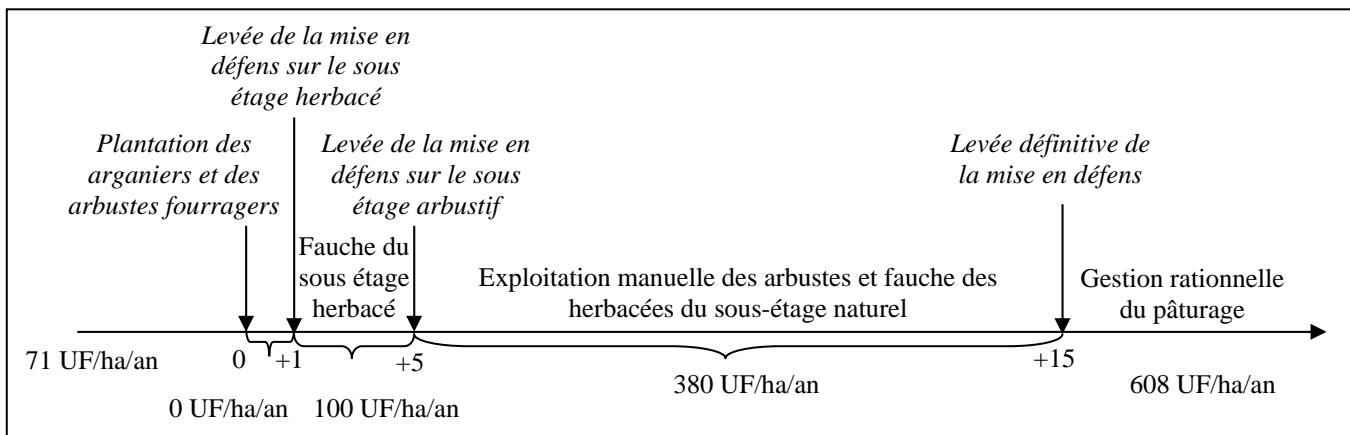 Levée de la mise en
défens sur le sous
étage herbacé
Plantation des
arganiers et des
arbustes fourragers
Levée de la mise en
défens sur le sous
étage arbustif
Levée définitive de
la mise en défens
Fauche du
sous étage
herbacé
Exploitation manuelle des arbustes et fauche des
herbacées du sous-étage naturel
Gestion rationnelle
du pâturage
71 UF/ha/an
0
+1
+5
+15
0 UF/ha/an
100 UF/ha/an
380 UF/ha/an
608 UF/ha/an